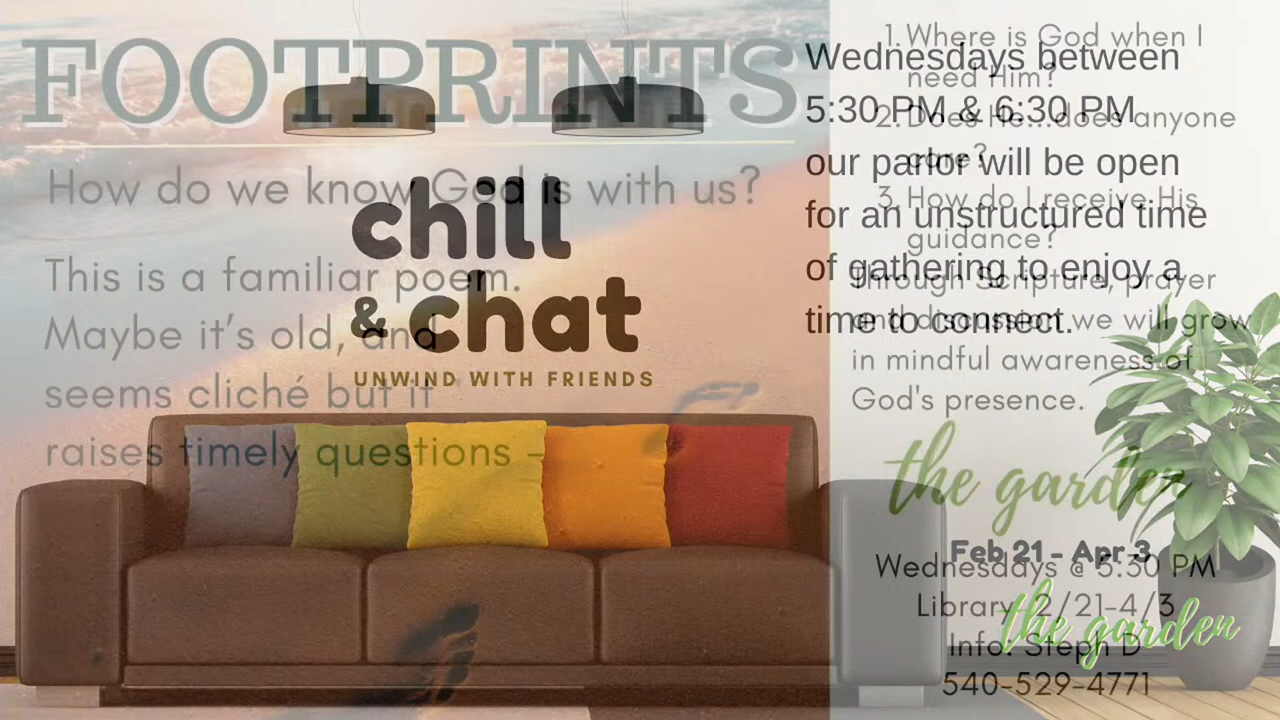 FOOTPRINTS
How do we know God is with us?
This is a familiar poem.
Maybe it's old, and
seems cliché but it
raises timely questions –
1. Where is God when I
need Him?
2. Does He...does anyone
care?
3. How do I receive His
guidance?
Through Scripture, prayer
and discussion, we will grow
in mindful awareness of
God's presence.
the garden
Wednesdays @ 5:30 PM
Library, 2/21-4/3
Info: Steph D
540-529-4771
chill
& chat
UNWIND WITH FRIENDS
Wednesdays between
5:30 PM & 6:30 PM
our parlor will be open
for an unstructured time
of gathering to enjoy a
time to connect.
Feb 21 - Apr 3
the garden